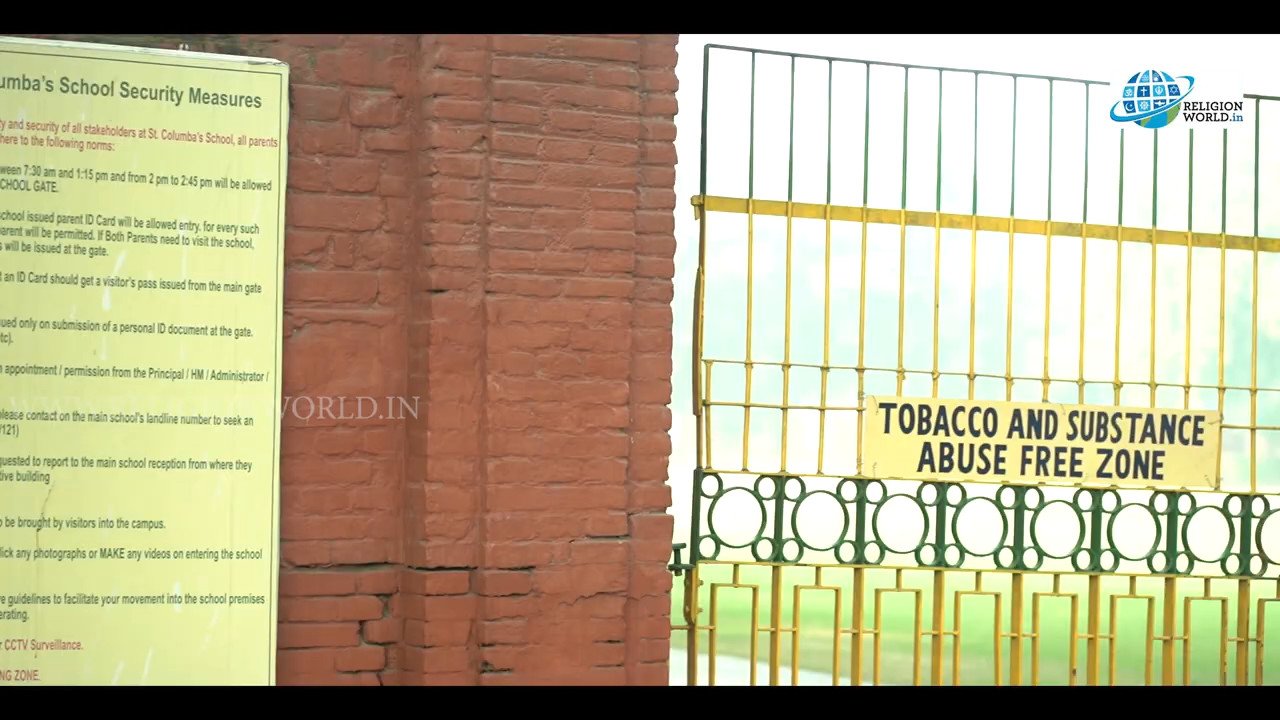 umba's School Security Measures
ty and security of all stakeholders at St. Columba's School, all parents
here to the following norms:
ween 7:30 am and 1:15 pm and from 2 pm to 2:45 pm will be allowed
CHOOL GATE.
school issued parent ID Card will be allowed entry. for every such
parent will be permitted. If Both Parents need to visit the school,
s will be issued at the gate.
t an ID Card should get a visitor's pass issued from the main gate
sued only on submission of a personal ID document at the gate.
etc).
n appointment / permission from the Principal / HM / Administrator /
please contact on the main school's landline number to seek an
/121)
quested to report to the main school reception from where they
tive building
o be brought by visitors into the campus.
lick any photographs or MAKE any videos on entering the school
ve guidelines to facilitate your movement into the school premises
erating.
r CCTV Surveillance.
NG ZONE.
WORLD.IN
RELIGION
WORLD.in
TOBACCO AND SUBSTANCE
ABUSE FREE ZONE